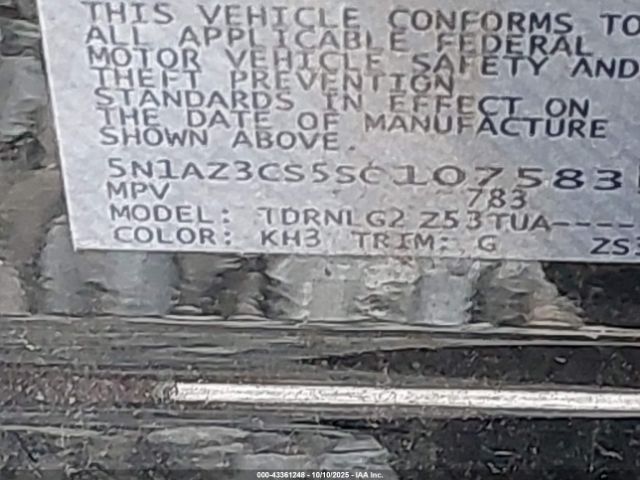 THIS VEHICLE CONFORMS TO
ALL APPLICABLE FEDERAL
MOTOR VEHICLE SAFETY AND
THEFT PREVENTION
STANDARDS IN EFFECT ON
THE DATE OF MANUFACTURE
SHOWN ABOVE.
5N1AZ3CS5SC107583
MPV 783
MODEL: TDRNLG2 Z53TUA-----
COLOR: KH3 TRIM: G ZS3
000-43361248 - 10/10/2025 - IAA Inc.